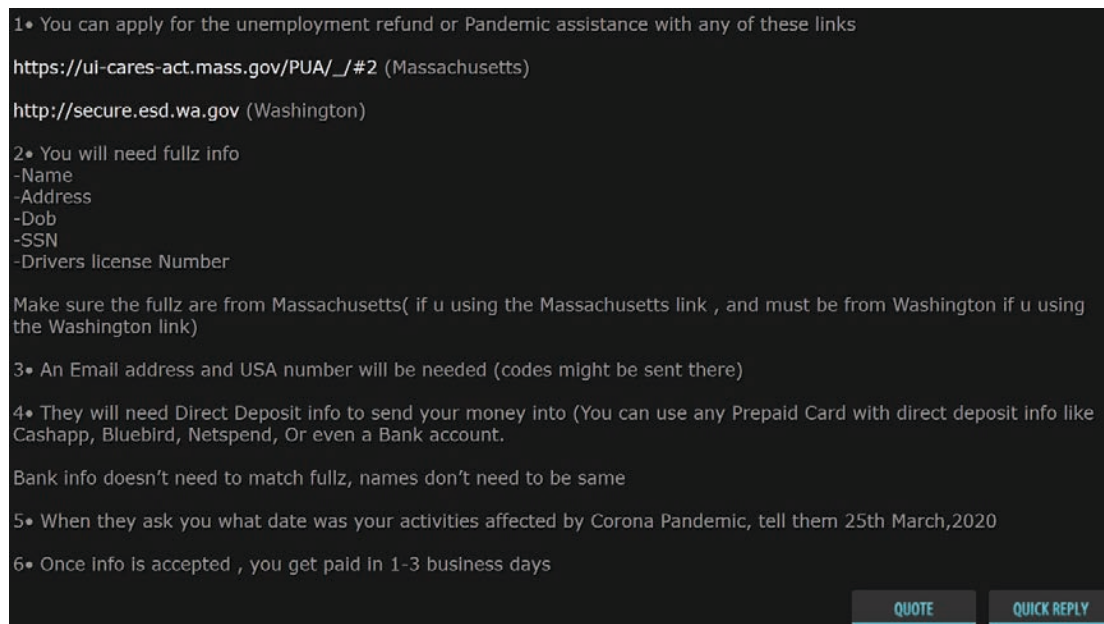 1• You can apply for the unemployment refund or Pandemic assistance with any of these links
https://ui-cares-act.mass.gov/PUA/_/#2 (Massachusetts)
http://secure.esd.wa.gov (Washington)
2• You will need fullz info
-Name
-Address
-Dob
-SSN
-Drivers license Number
Make sure the fullz are from Massachusetts( if u using the Massachusetts link , and must be from Washington if u using
the Washington link)
3• An Email address and USA number will be needed (codes might be sent there)
4• They will need Direct Deposit info to send your money into (You can use any Prepaid Card with direct deposit info like
Cashapp, Bluebird, Netspend, Or even a Bank account.
Bank info doesn’t need to match fullz, names don’t need to be same
5• When they ask you what date was your activities affected by Corona Pandemic, tell them 25th March,2020
6• Once info is accepted , you get paid in 1-3 business days
QUOTE QUICK REPLY